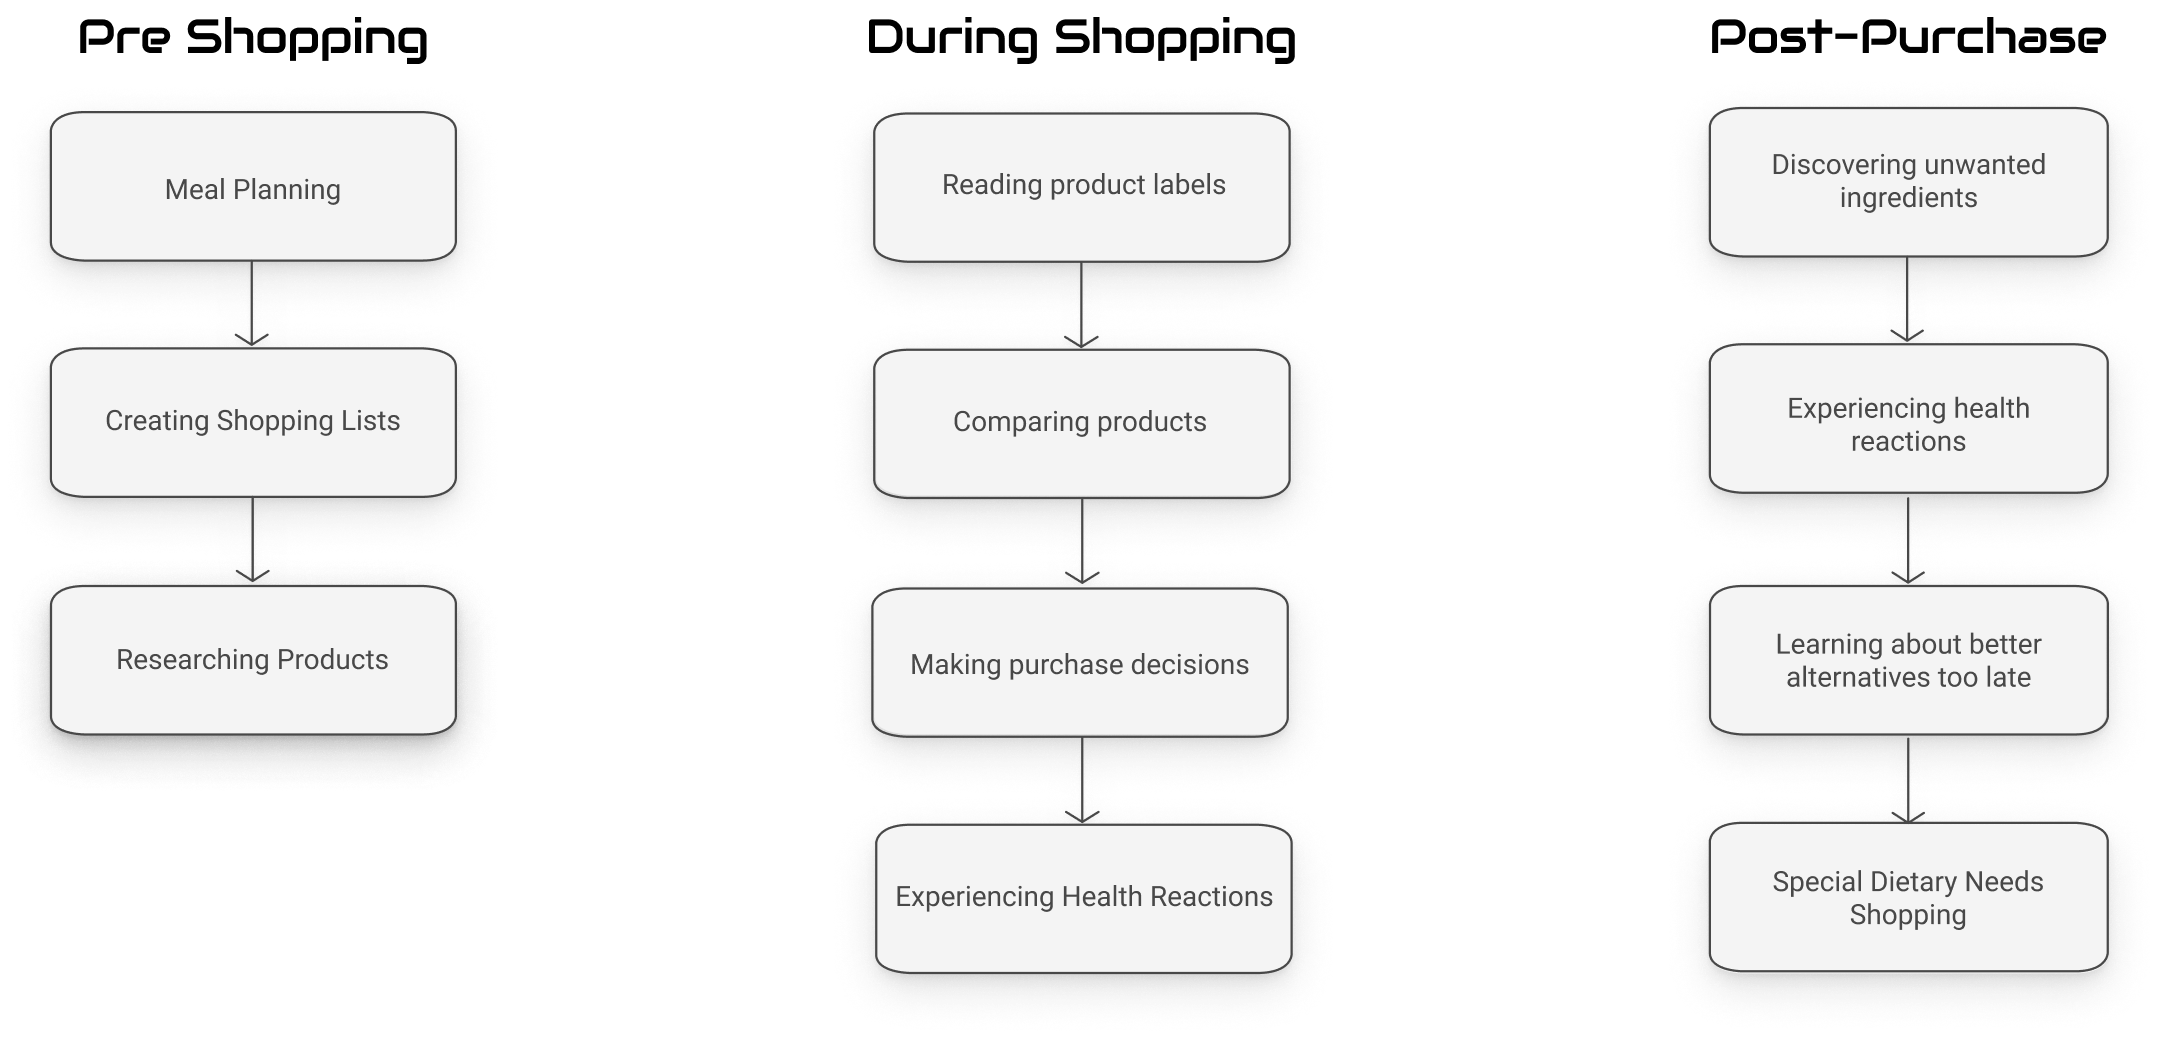 Pre Shopping
Meal Planning
Creating Shopping Lists
Researching Products
During Shopping
Reading product labels
Comparing products
Making purchase decisions
Experiencing Health Reactions
Post-Purchase
Discovering unwanted
ingredients
Experiencing health
reactions
Learning about better
alternatives too late
Special Dietary Needs
Shopping